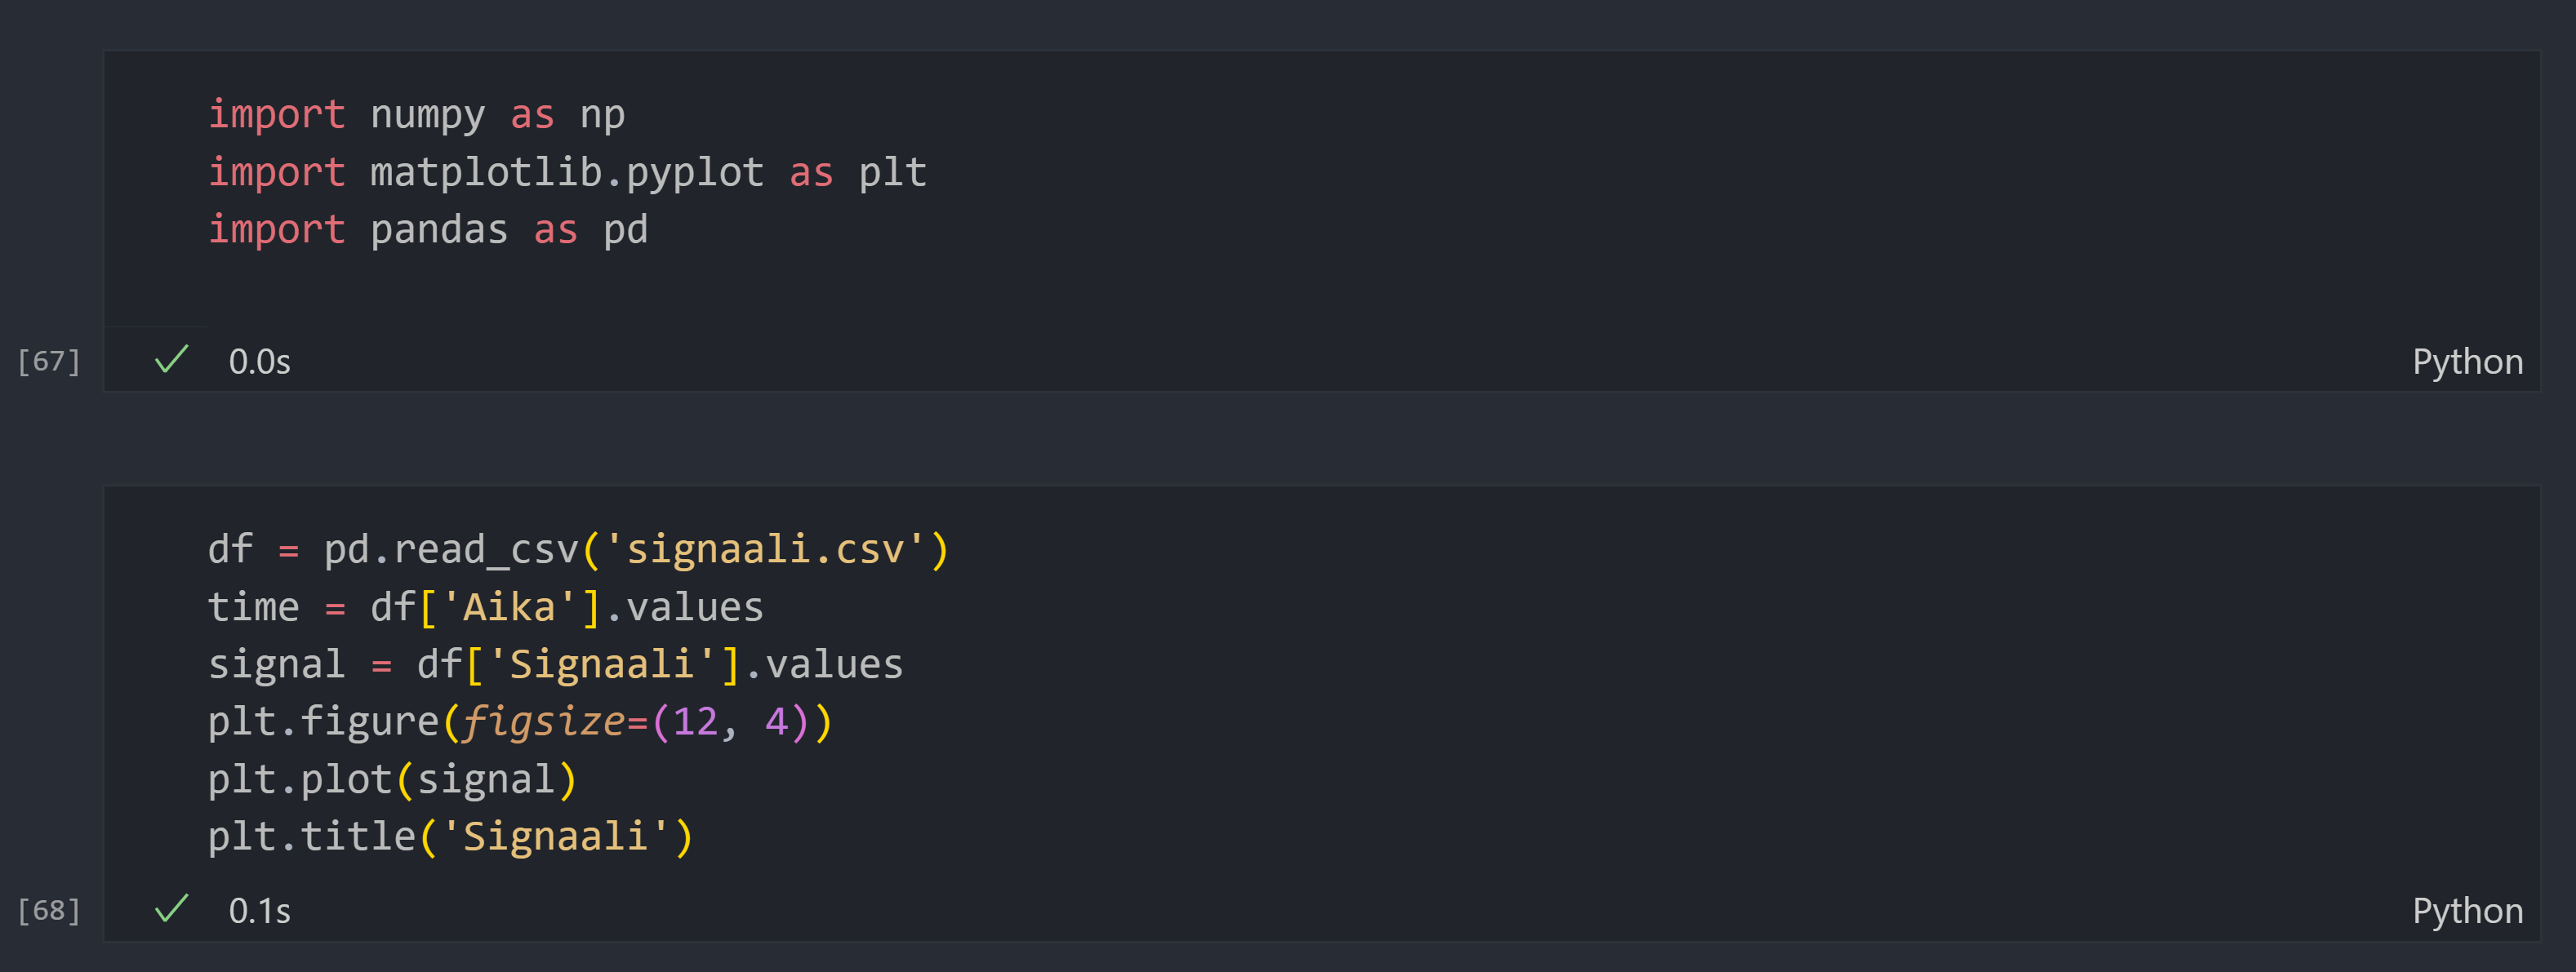 import numpy as np
import matplotlib.pyplot as plt
import pandas as pd
[67] 0.0s Python
df = pd.read_csv('signaali.csv')
time = df['Aika'].values
signal = df['Signaali'].values
plt.figure(figsize=(12, 4))
plt.plot(signal)
plt.title('Signaali')
[68] 0.1s Python